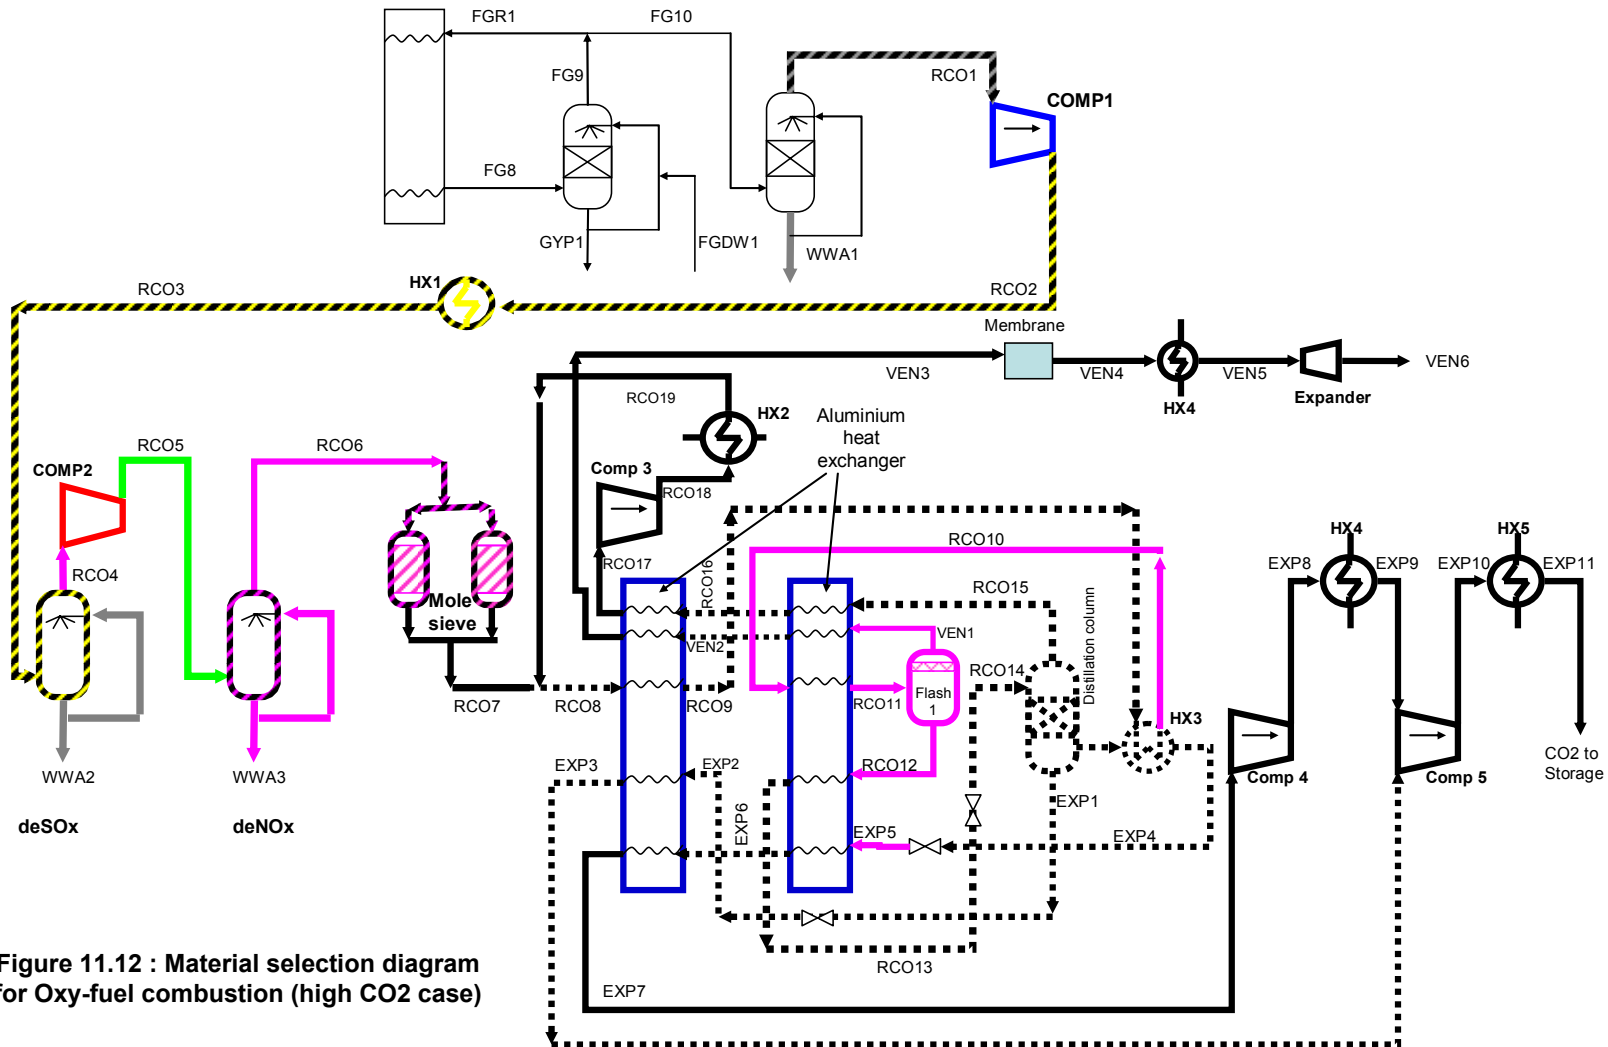 FGR1
FG10
FG9
RCO1
COMP1
FG8
GYP1
FGDW1
WWA1
RCO3
HX1
RCO2
Membrane
VEN3
VEN4
VEN5
VEN6
HX4
Expander
RCO19
HX2
Aluminium
heat
exchanger
RCO5
RCO6
COMP2
Comp 3
RCO18
RCO4
RCO17
RCO16
RCO10
HX4
HX5
EXP8
EXP9
EXP10
EXP11
Mole
sieve
RCO15
Distillation column
VEN1
VEN2
RCO14
Flash
1
RCO7
RCO8
RCO9
RCO11
HX3
RCO12
WWA2
WWA3
EXP3
EXP2
EXP6
EXP1
Comp 4
Comp 5
CO2 to
Storage
deSOx
deNOx
EXP5
EXP4
RCO13
EXP7
Figure 11.12 : Material selection diagram
for Oxy-fuel combustion (high CO2 case)